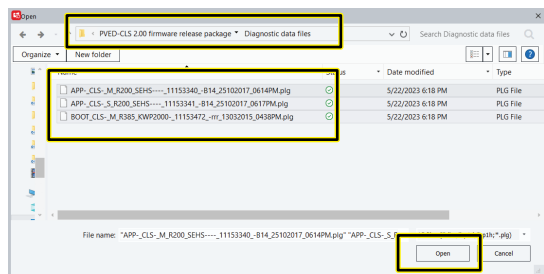 Open
« PVED-CLS 2.00 firmware release package Diagnostic data files
Search Diagnostic data files
Organize New folder
Name Status Date modified Type
APP-_CLS-_M_R200_SEHS----_11153340_-B14_25102017_0614PM.plg 5/22/2023 6:18 PM PLG File
APP-_CLS-_S_R200_SEHS----_11153341_-B14_25102017_0617PM.plg 5/22/2023 6:18 PM PLG File
BOOT_CLS-_M_R385_KWP2000-_11153472_-rrr_13032015_0438PM.plg 5/22/2023 6:18 PM PLG File
File name: "APP-_CLS-_M_R200_SEHS----_11153340_-B14_25102017_0614PM.plg" "APP-_CLS-_S_R
Open Cancel